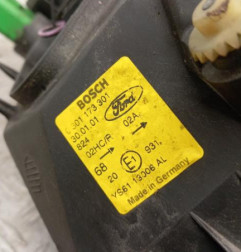 BOSCH
301 173 301
30.01.01 Ford
624 02A,
02HC/R →
68 → 931,
20 E1
YS61 13006 AL
Made in Germany